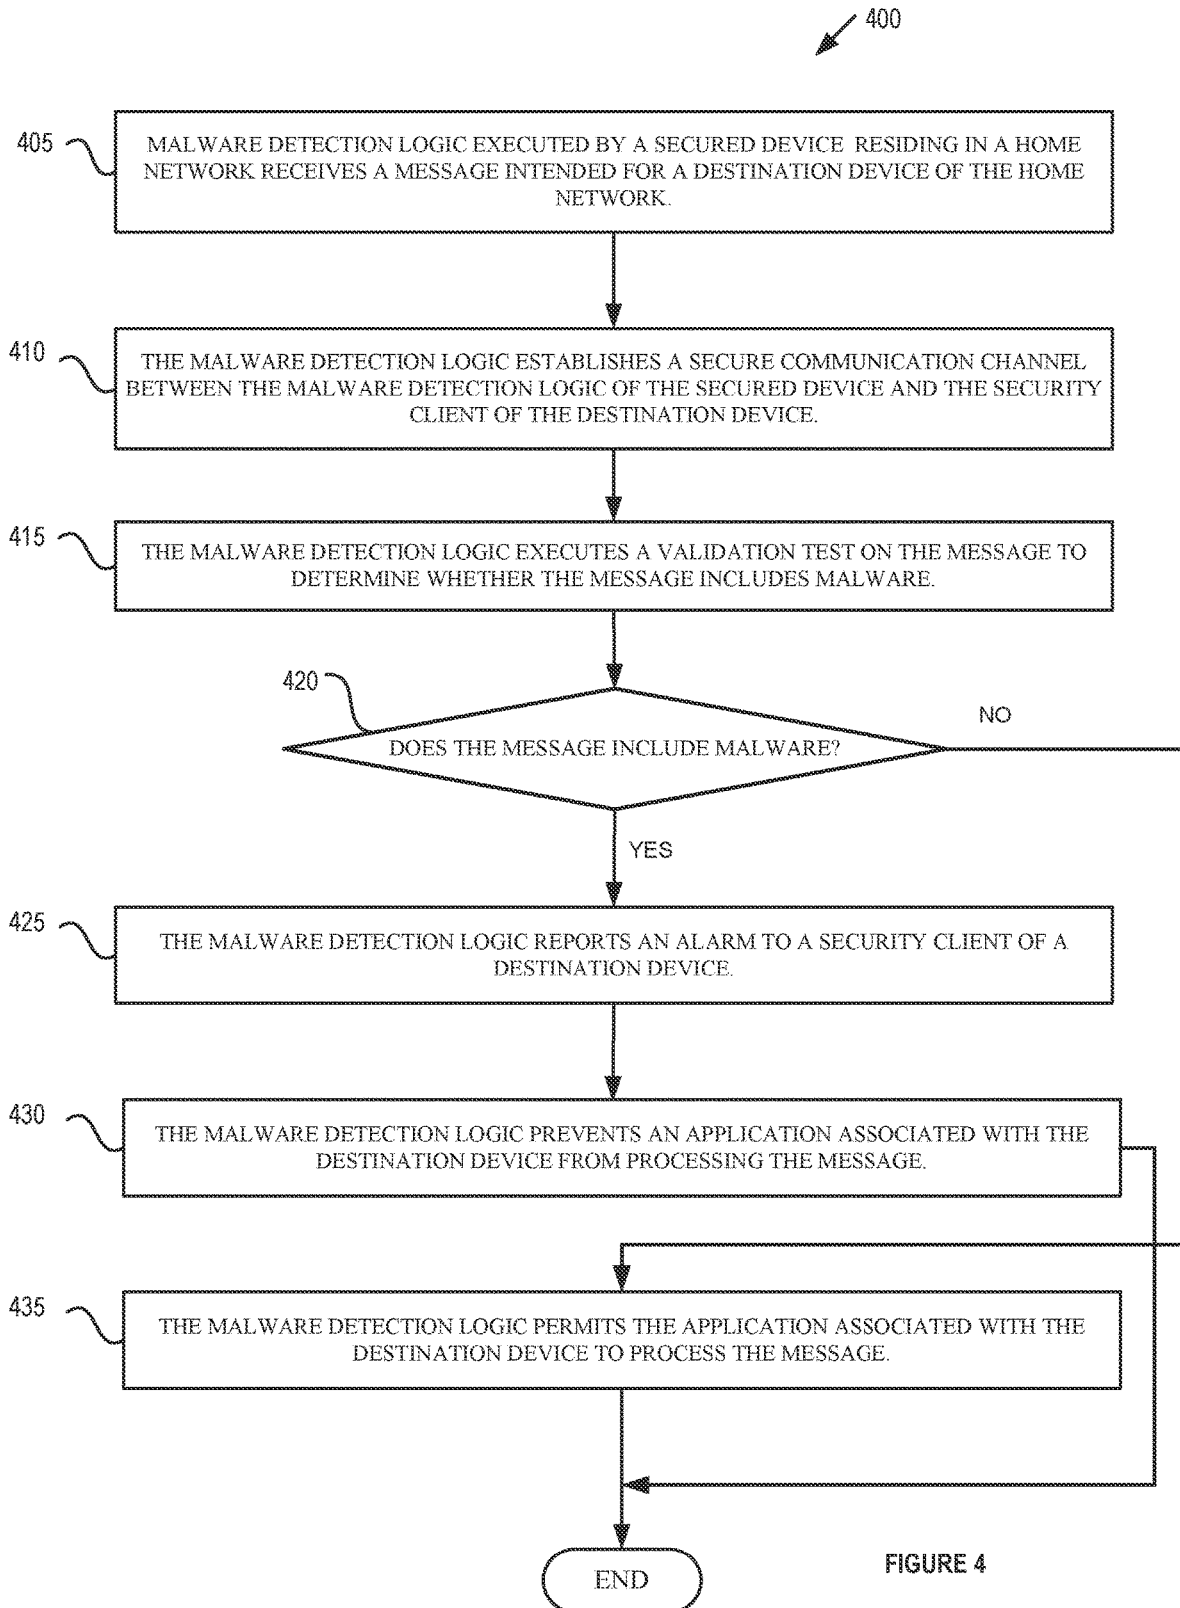 400
405
MALWARE DETECTION LOGIC EXECUTED BY A SECURED DEVICE RESIDING IN A HOME
NETWORK RECEIVES A MESSAGE INTENDED FOR A DESTINATION DEVICE OF THE HOME
NETWORK.
410
THE MALWARE DETECTION LOGIC ESTABLISHES A SECURE COMMUNICATION CHANNEL
BETWEEN THE MALWARE DETECTION LOGIC OF THE SECURED DEVICE AND THE SECURITY
CLIENT OF THE DESTINATION DEVICE.
415
THE MALWARE DETECTION LOGIC EXECUTES A VALIDATION TEST ON THE MESSAGE TO
DETERMINE WHETHER THE MESSAGE INCLUDES MALWARE.
420
NO
DOES THE MESSAGE INCLUDE MALWARE?
YES
425
THE MALWARE DETECTION LOGIC REPORTS AN ALARM TO A SECURITY CLIENT OF A
DESTINATION DEVICE.
430
THE MALWARE DETECTION LOGIC PREVENTS AN APPLICATION ASSOCIATED WITH THE
DESTINATION DEVICE FROM PROCESSING THE MESSAGE.
435
THE MALWARE DETECTION LOGIC PERMITS THE APPLICATION ASSOCIATED WITH THE
DESTINATION DEVICE TO PROCESS THE MESSAGE.
END
FIGURE 4